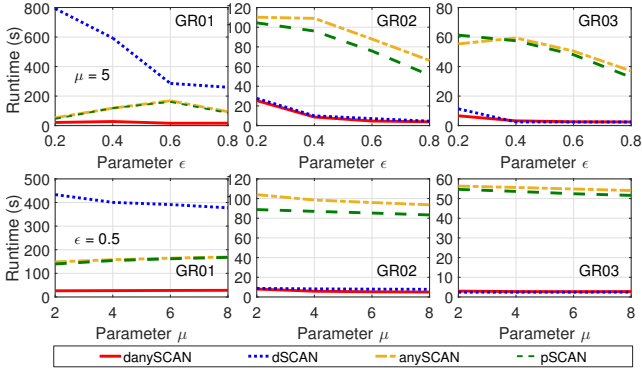 GR01
GR02
GR03
Runtime (s)
800
600
400
200
0
μ = 5
0.2 0.4 0.6 0.8
Parameter ϵ
120
100
80
60
40
20
0
0.2 0.4 0.6 0.8
Parameter ϵ
80
60
40
20
0
0.2 0.4 0.6 0.8
Parameter ϵ
Runtime (s)
500
400
300
200
100
0
ϵ = 0.5
GR01
2 4 6 8
Parameter μ
120
100
80
60
40
20
0
GR02
2 4 6 8
Parameter μ
60
50
40
30
20
10
0
GR03
2 4 6 8
Parameter μ
danySCAN dSCAN anySCAN pSCAN